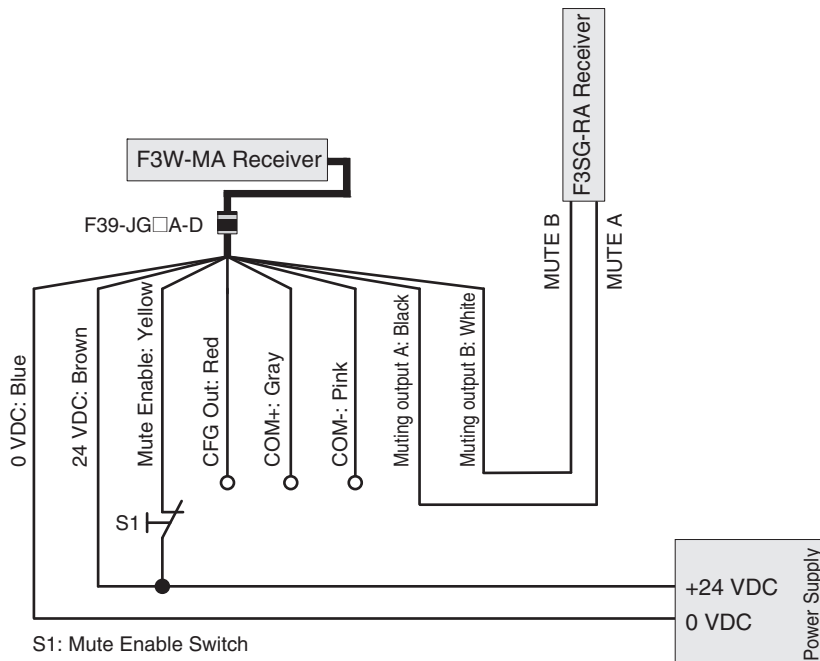 F3W-MA Receiver
F3SG-RA Receiver
F39-JG□A-D
MUTE B
MUTE A
0 VDC: Blue
24 VDC: Brown
Mute Enable: Yellow
CFG Out: Red
COM+: Gray
COM-: Pink
Muting output A: Black
Muting output B: White
S1
+24 VDC
0 VDC
Power Supply
S1: Mute Enable Switch